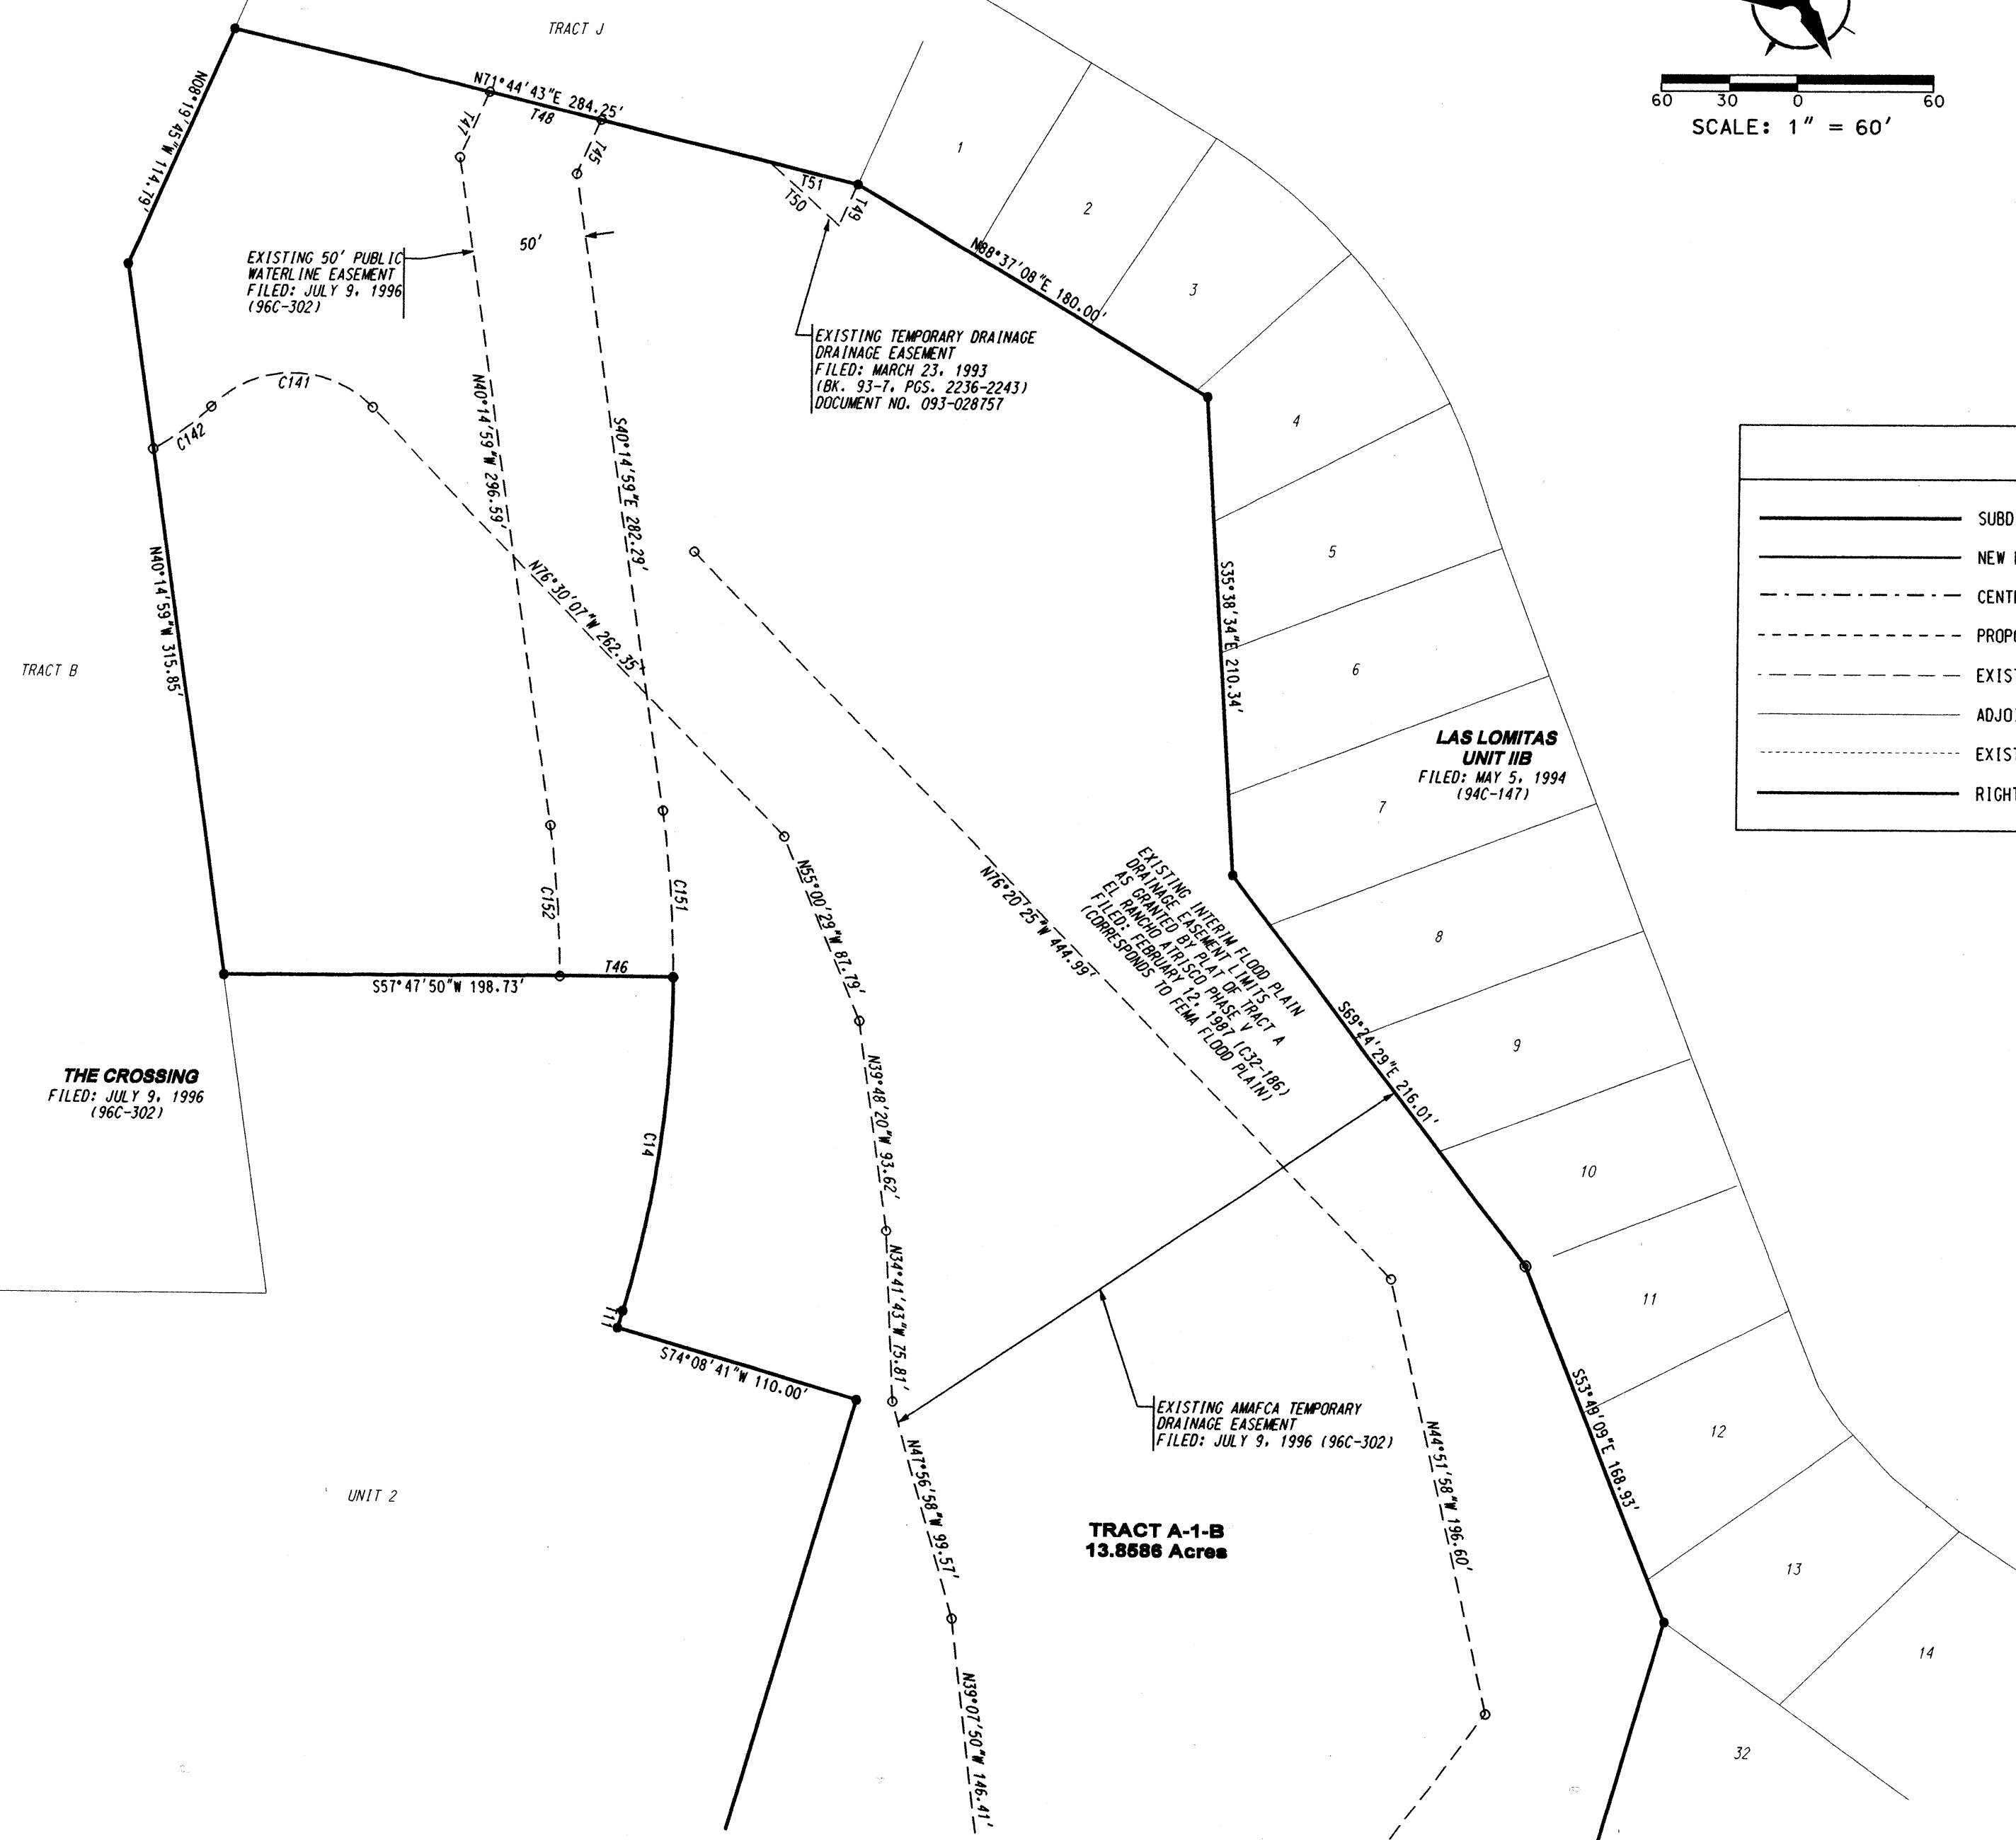 TRACT J
N08°19'45"W 114.79'
N71°44'43"E 284.25'
T47
T48
T45
T51
T50
T49
1
2
3
4
5
6
7
8
9
10
11
12
13
14
32
60 30 0 60
SCALE: 1" = 60'
EXISTING 50' PUBLIC
WATERLINE EASEMENT
FILED: JULY 9, 1996
(96C-302)
50'
N88°37'08"E 180.00'
EXISTING TEMPORARY DRAINAGE
DRAINAGE EASEMENT
FILED: MARCH 23, 1993
(BK. 93-7, PGS. 2236-2243)
DOCUMENT NO. 093-028757
C141
C142
N40°14'59"W 296.59'
S40°14'59"E 282.29'
N76°30'07"W 262.35'
N40°14'59"W 315.85'
TRACT B
S35°38'34"E 210.34'
SUBD
NEW
CENT
PROP
EXIS
ADJO
EXIS
RIGHT
LAS LOMITAS
UNIT IIB
FILED: MAY 5, 1994
(94C-147)
N76°20'25"W 444.99'
EXISTING INTERIM FLOOD PLAIN
DRAINAGE EASEMENT LIMITS
AS GRANTED BY PLAT OF TRACT A
EL RANCHO ATRISCO PHASE V
FILED: FEBRUARY 12, 1987 (C32-186)
(CORRESPONDS TO FEMA FLOOD PLAIN)
N55°00'29"W 87.79'
C152
C151
T46
S57°47'50"W 198.73'
S69°24'29"E 216.01'
N39°48'20"W 93.62'
THE CROSSING
FILED: JULY 9, 1996
(96C-302)
C14
T11
N34°41'43"W 75.81'
S74°08'41"W 110.00'
EXISTING AMAFCA TEMPORARY
DRAINAGE EASEMENT
FILED: JULY 9, 1996 (96C-302)
S53°49'09"E 168.93'
N44°51'58"W 196.60'
N47°56'58"W 99.57'
UNIT 2
TRACT A-1-B
13.8586 Acres
N39°07'50"W 146.41'